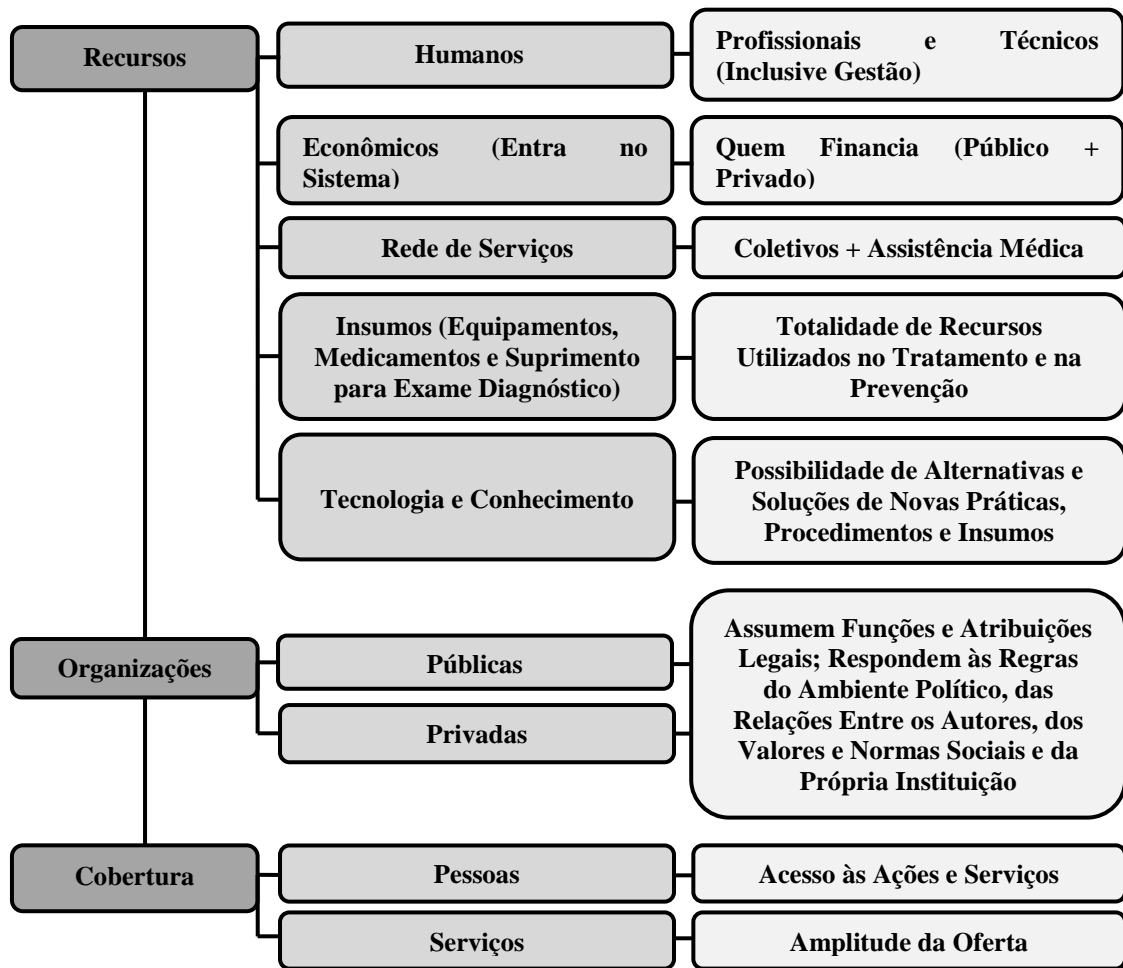 Recursos
Humanos
Profissionais e Técnicos
(Inclusive Gestão)
Econômicos (Entra no
Sistema)
Quem Financia (Público +
Privado)
Rede de Serviços
Coletivos + Assistência Médica
Insumos (Equipamentos,
Medicamentos e Suprimento
para Exame Diagnóstico)
Totalidade de Recursos
Utilizados no Tratamento e na
Prevenção
Tecnologia e Conhecimento
Possibilidade de Alternativas e
Soluções de Novas Práticas,
Procedimentos e Insumos
Organizações
Públicas
Privadas
Assumem Funções e Atribuições
Legais; Respondem às Regras
do Ambiente Político, das
Relações Entre os Autores, dos
Valores e Normas Sociais e da
Própria Instituição
Cobertura
Pessoas
Acesso às Ações e Serviços
Serviços
Amplitude da Oferta